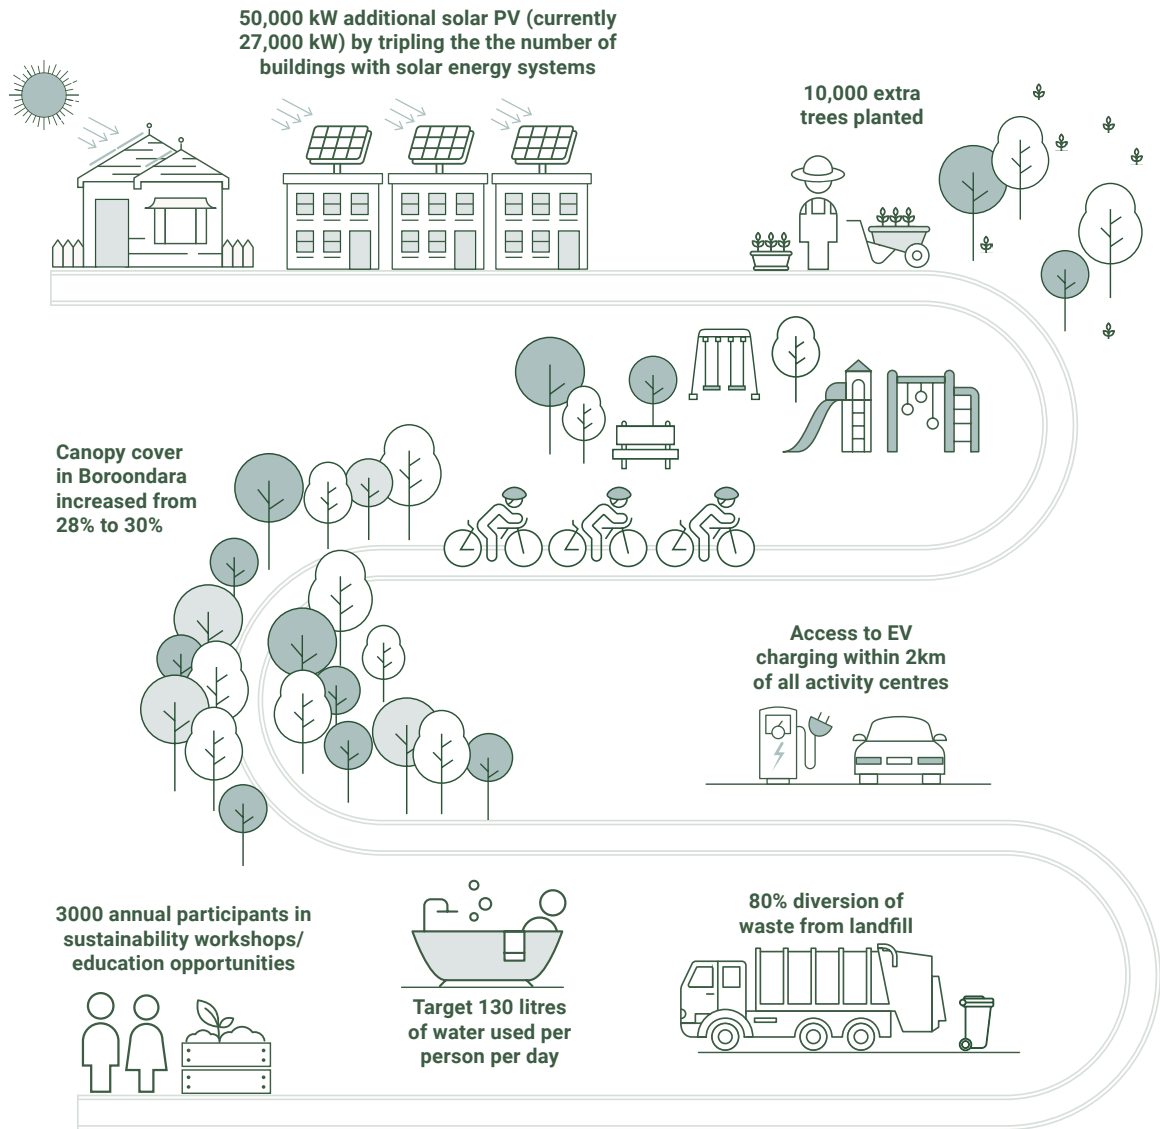 50,000 kW additional solar PV (currently
27,000 kW) by tripling the the number of
buildings with solar energy systems
10,000 extra
trees planted
Canopy cover
in Boroondara
increased from
28% to 30%
Access to EV
charging within 2km
of all activity centres
3000 annual participants in
sustainability workshops/
education opportunities
Target 130 litres
of water used per
person per day
80% diversion of
waste from landfill